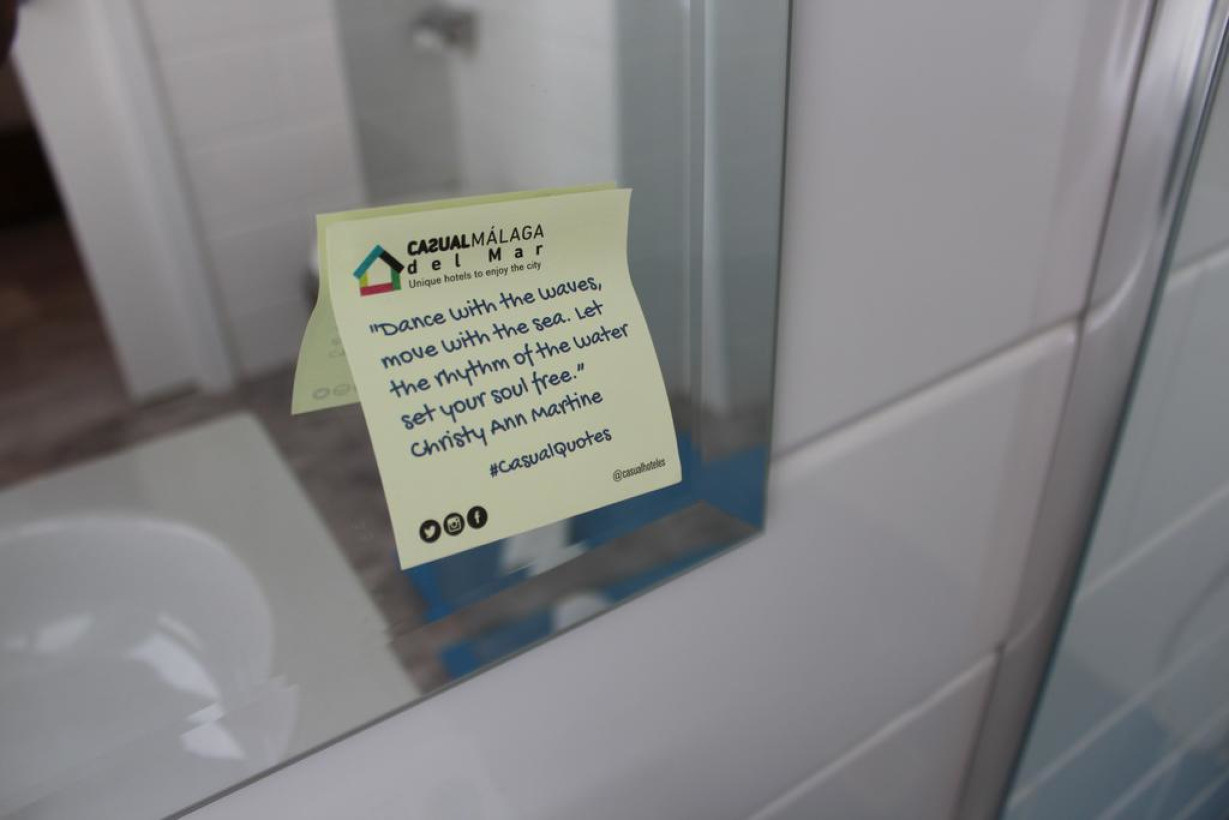 CASUALMÁLAGA
del Mar
Unique hotels to enjoy the city
"Dance with the waves,
move with the sea. Let
the rhythm of the water
set your soul free."
Christy Ann Martine
#CasualQuotes
@casualhoteles